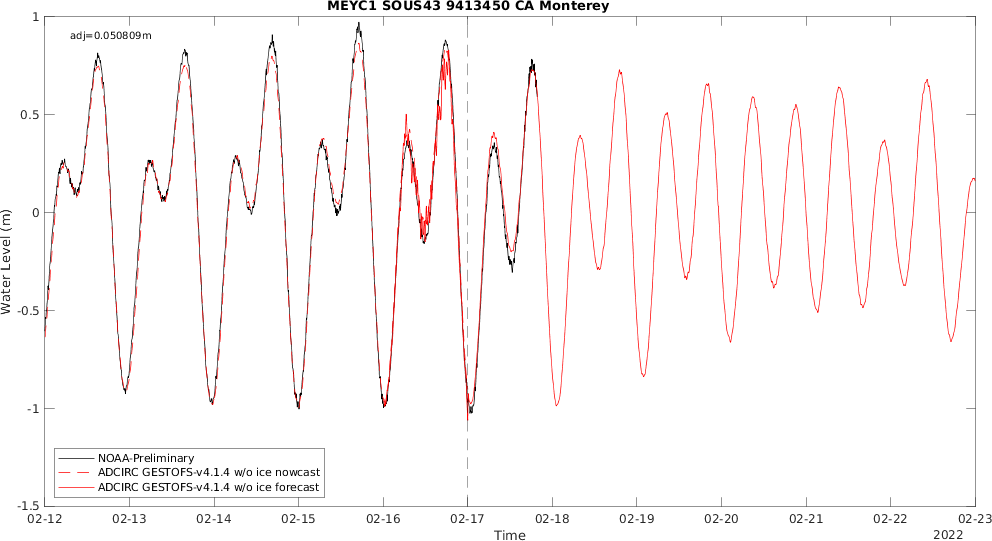 MEYC1 SOUS43 9413450 CA Monterey
adj=0.050809m
1
0.5
0
-0.5
-1
-1.5
Water Level (m)
NOAA-Preliminary
ADCIRC GESTOFS-v4.1.4 w/o ice nowcast
ADCIRC GESTOFS-v4.1.4 w/o ice forecast
02-12 02-13 02-14 02-15 02-16 02-17 02-18 02-19 02-20 02-21 02-22 02-23
Time
2022